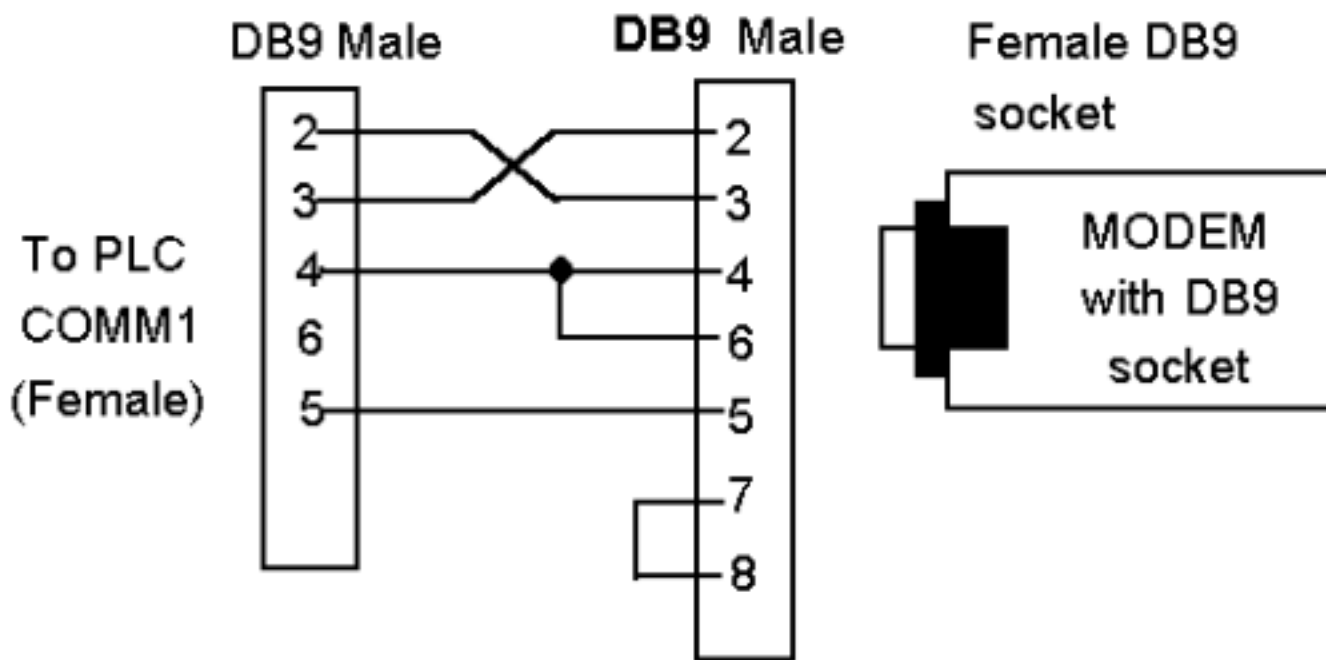 DB9 Male
2
3
4
6
5
To PLC
COMM1
(Female)
DB9 Male
2
3
4
6
5
7
8
Female DB9
socket
MODEM
with DB9
socket